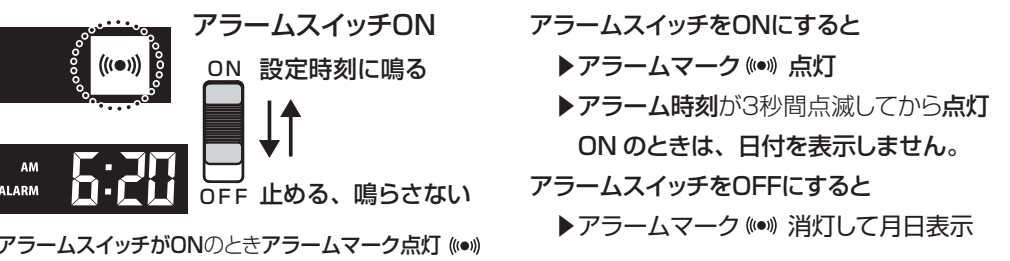 アラームスイッチON
ON 設定時刻に鳴る
AM
ALARM 6:20
OFF 止める、鳴らさない
アラームスイッチがONのときアラームマーク点灯
アラームスイッチをONにすると
▶アラームマーク 点灯
▶アラーム時刻が3秒間点滅してから点灯
ON のときは、日付を表示しません。
アラームスイッチをOFFにすると
▶アラームマーク 消灯して月日表示